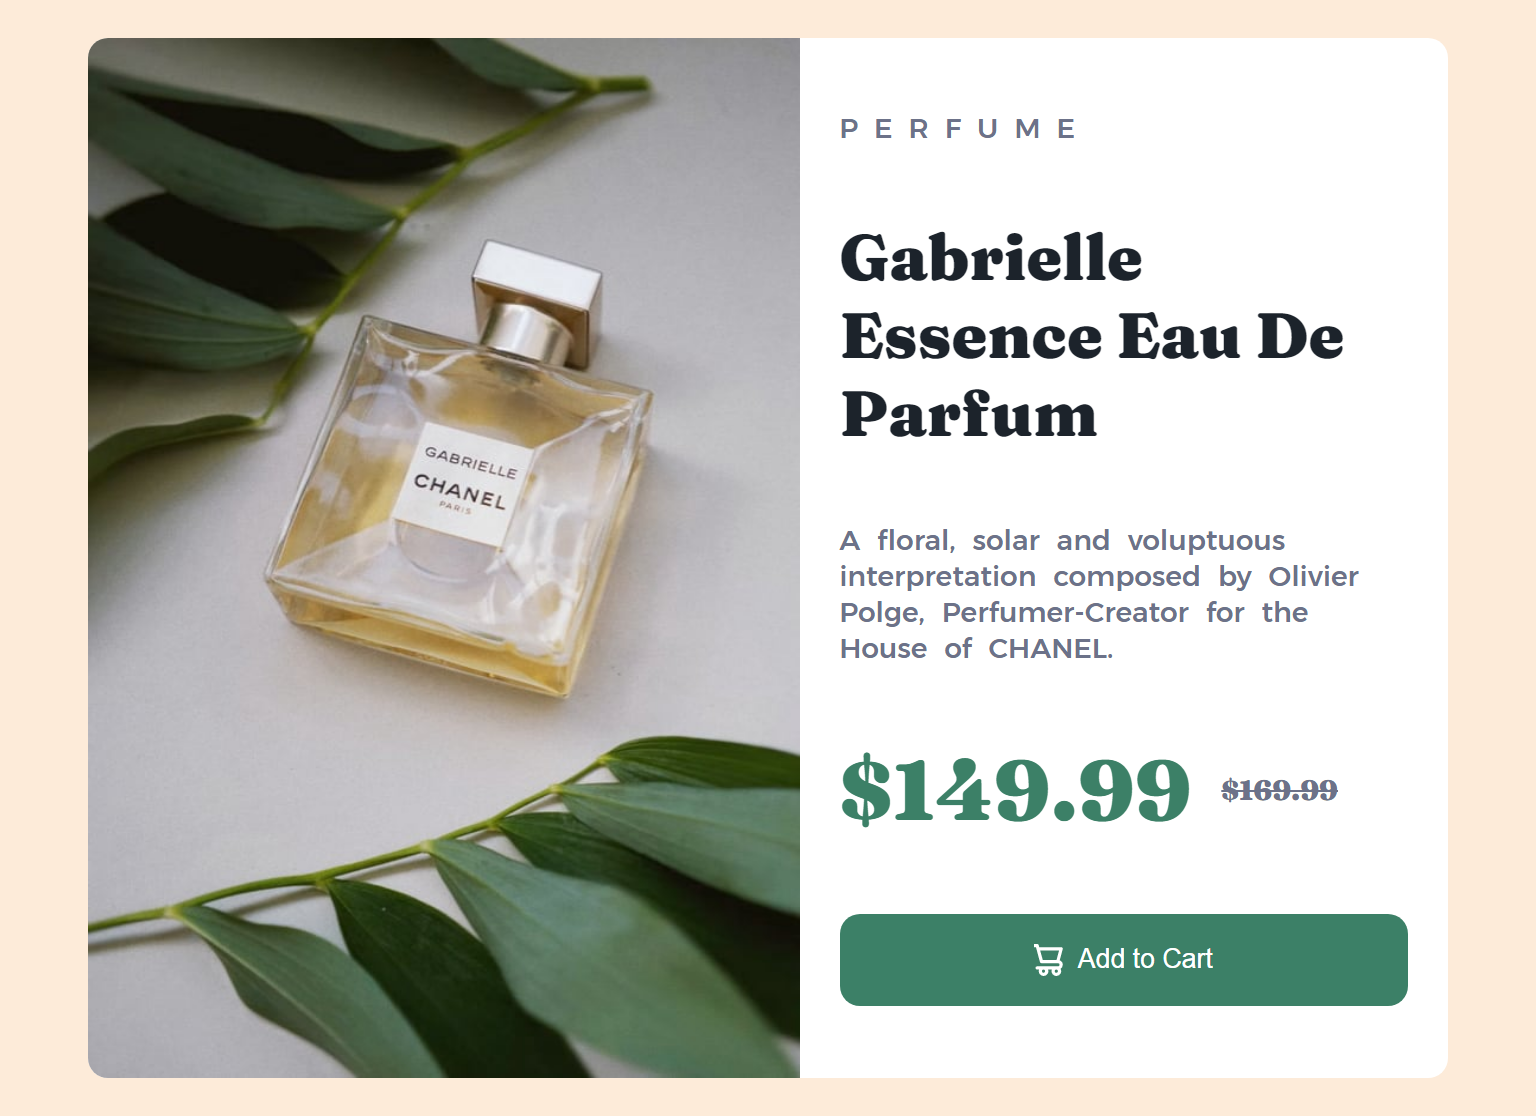 GABRIELLE
CHANEL
PARIS
PERFUME
Gabrielle
Essence Eau De
Parfum
A floral, solar and voluptuous
interpretation composed by Olivier
Polge, Perfumer-Creator for the
House of CHANEL.
$149.99 $169.99
Add to Cart